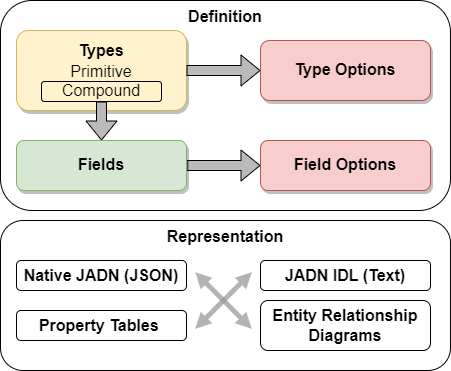 Definition
Types
Primitive
Compound
Type Options
Fields
Field Options
Representation
Native JADN (JSON)
JADN IDL (Text)
Property Tables
Entity Relationship
Diagrams